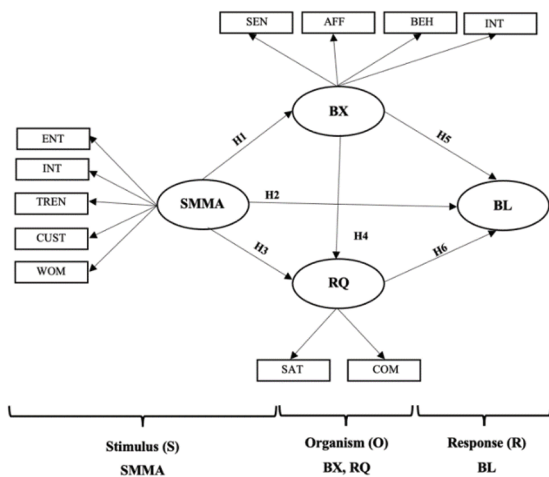 SEN AFF BEH INT
BX
ENT
INT
TREN
CUST
WOM
SMMA
H1
H2
H3
H4
H5
H6
BL
RQ
SAT COM
Stimulus (S) Organism (O) Response (R)
SMMA BX, RQ BL